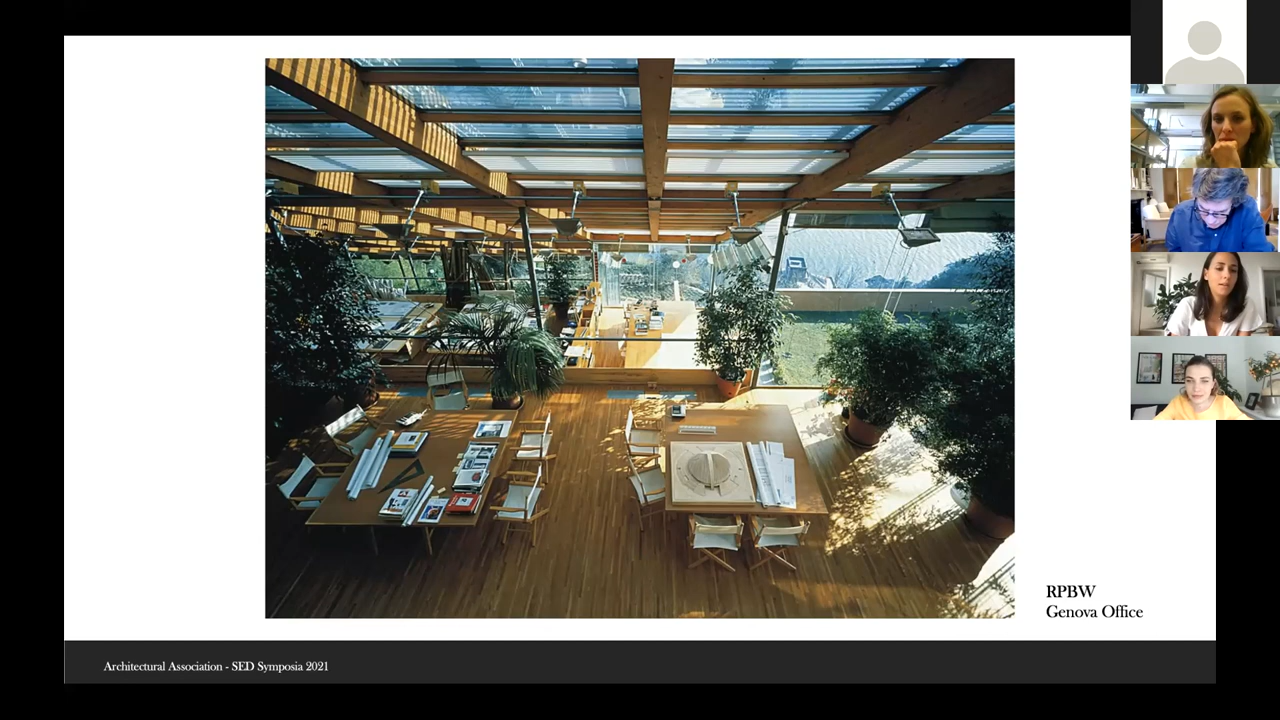 RPBW
Genova Office
Architectural Association - SED Symposia 2021